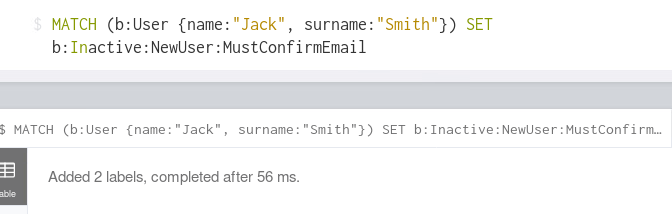 $ MATCH (b:User {name:"Jack", surname:"Smith"}) SET
b:Inactive:NewUser:MustConfirmEmail
$ MATCH (b:User {name:"Jack", surname:"Smith"}) SET b:Inactive:NewUser:MustConfirm…
able
Added 2 labels, completed after 56 ms.